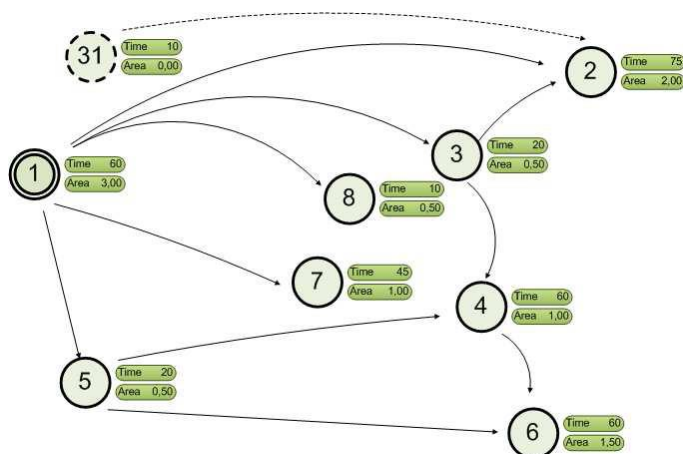 31
Time 10
Area 0,00
2
Time 75
Area 2,00
3
Time 20
Area 0,50
1
Time 60
Area 3,00
8
Time 10
Area 0,50
7
Time 45
Area 1,00
4
Time 60
Area 1,00
5
Time 20
Area 0,50
6
Time 60
Area 1,50